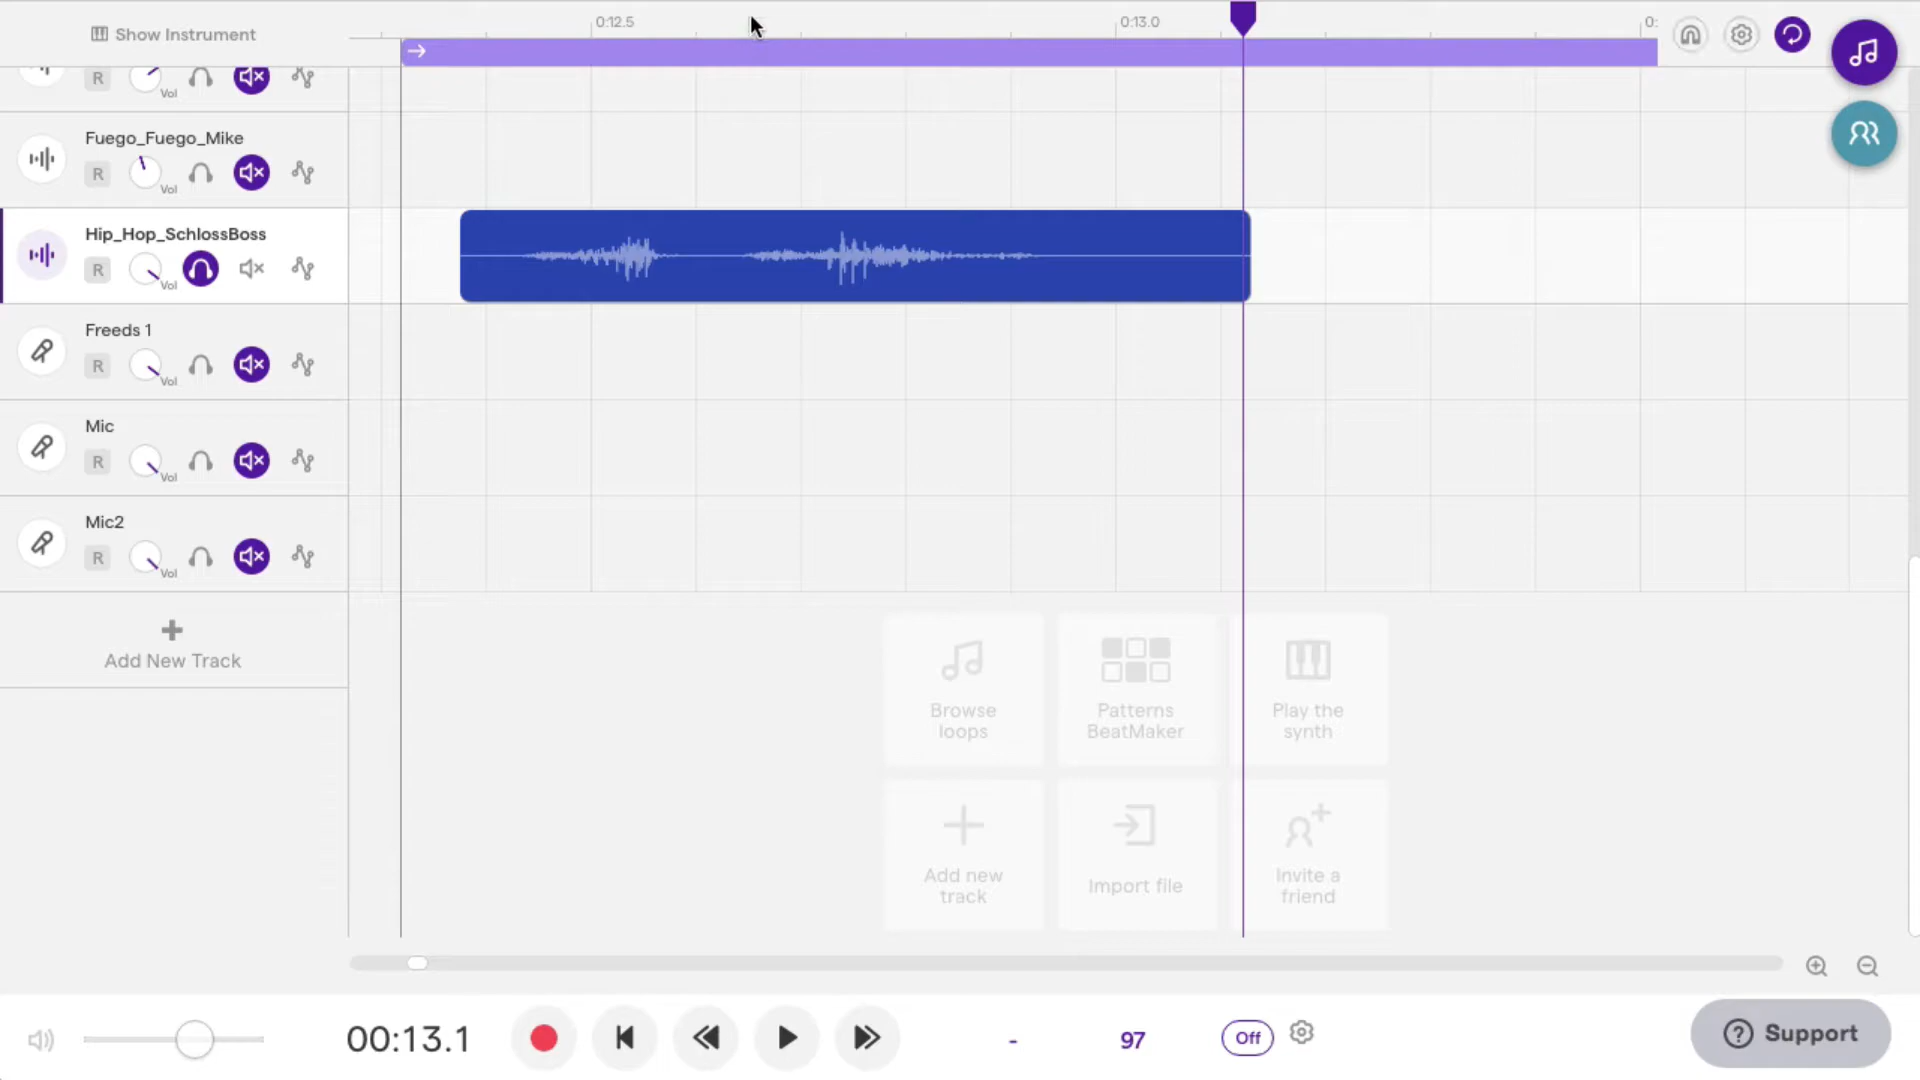 Show Instrument
0:12.5
0:13.0
0:
R
Vol
Fuego_Fuego_Mike
R
Vol
Hip_Hop_SchlossBoss
R
Vol
Freeds 1
R
Vol
Mic
R
Vol
Mic2
R
Vol
Add New Track
Browse
loops
Patterns
BeatMaker
Play the
synth
Add new
track
Import file
Invite a
friend
00:13.1
-
97
Off
Support